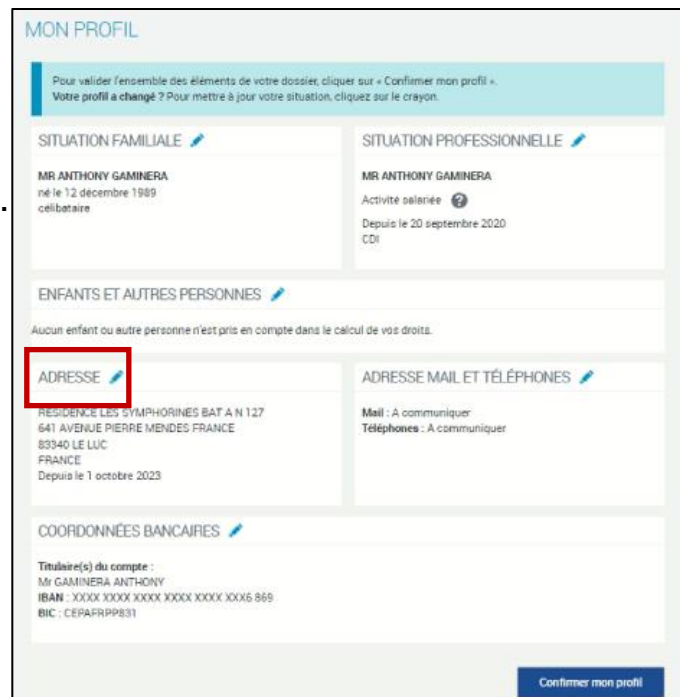 MON PROFIL
Pour valider l'ensemble des éléments de votre dossier, cliquer sur « Confirmer mon profil ».
Votre profil a changé ? Pour mettre à jour votre situation, cliquez sur le crayon.
SITUATION FAMILIALE
MR ANTHONY GAMINERA
né le 12 décembre 1989
célibataire
SITUATION PROFESSIONNELLE
MR ANTHONY GAMINERA
Activité salariée ?
Depuis le 20 septembre 2020
CDI
ENFANTS ET AUTRES PERSONNES
Aucun enfant ou autre personne n'est pris en compte dans le calcul de vos droits.
ADRESSE
RESIDENCE LES SYMPHORINES BAT A N 127
641 AVENUE PIERRE MENDES FRANCE
83340 LE LUC
FRANCE
Depuis le 1 octobre 2023
ADRESSE MAIL ET TÉLÉPHONES
Mail : A communiquer
Téléphones : A communiquer
COORDONNÉES BANCAIRES
Titulaire(s) du compte :
Mr GAMINERA ANTHONY
IBAN : XXXX XXXX XXXX XXXX XXXX XXX6 869
BIC : CEPAFRPP831
Confirmer mon profil
.